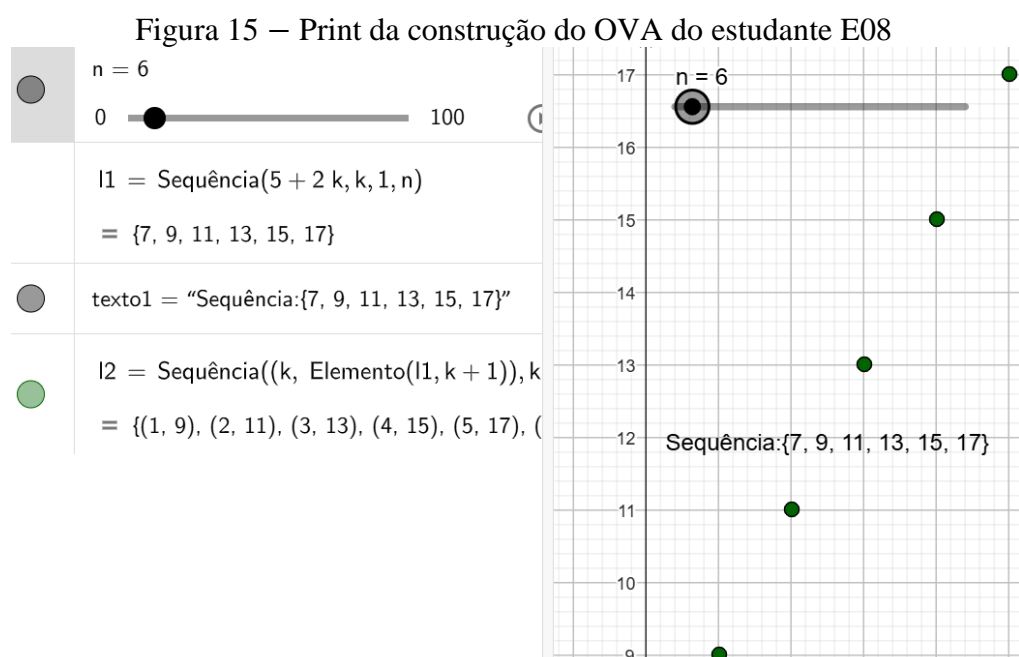 Figura 15 – Print da construção do OVA do estudante E08
n = 6
0 100
l1 = Sequência(5 + 2 k, k, 1, n)
= {7, 9, 11, 13, 15, 17}
texto1 = “Sequência:{7, 9, 11, 13, 15, 17}”
l2 = Sequência((k, Elemento(l1, k + 1)), k
= {(1, 9), (2, 11), (3, 13), (4, 15), (5, 17), (
17
n = 6
16
15
14
13
12
Sequência:{7, 9, 11, 13, 15, 17}
11
10
9